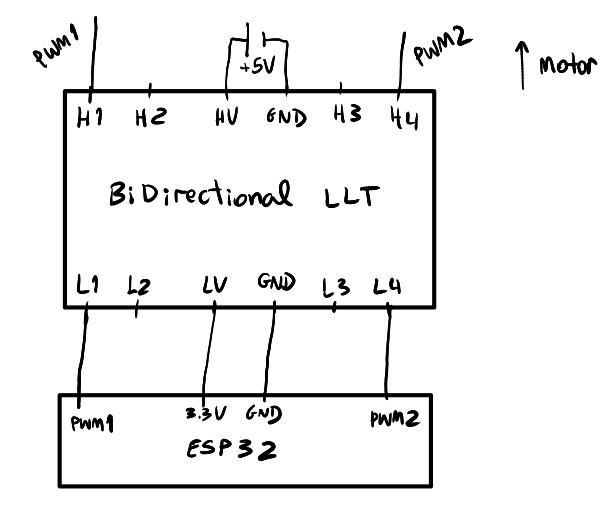 PWM1
PWM2
+5V
Motor
H1 H2 HV GND H3 H4
BiDirectional LLT
L1 L2 LV GND L3 L4
PWM1 3.3V GND PWM2
ESP32